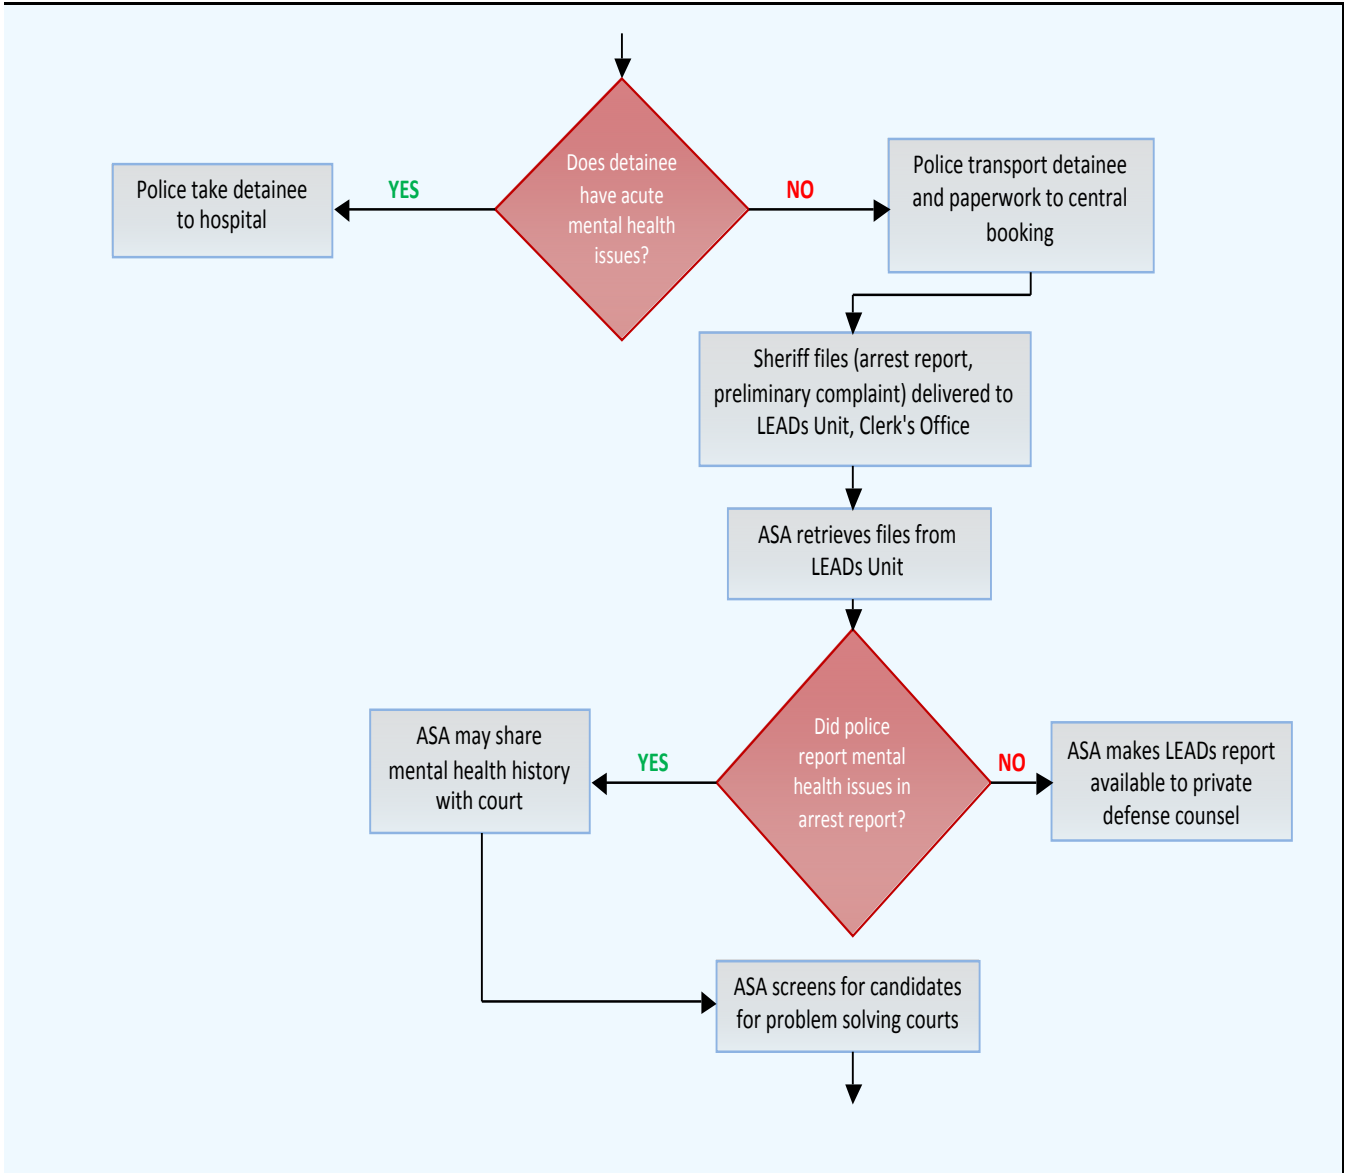 Does detainee
have acute
mental health
issues?
YES
NO
Police take detainee
to hospital
Police transport detainee
and paperwork to central
booking
Sheriff files (arrest report,
preliminary complaint) delivered to
LEADs Unit, Clerk's Office
ASA retrieves files from
LEADs Unit
Did police
report mental
health issues in
arrest report?
YES
NO
ASA may share
mental health history
with court
ASA makes LEADs report
available to private
defense counsel
ASA screens for candidates
for problem solving courts